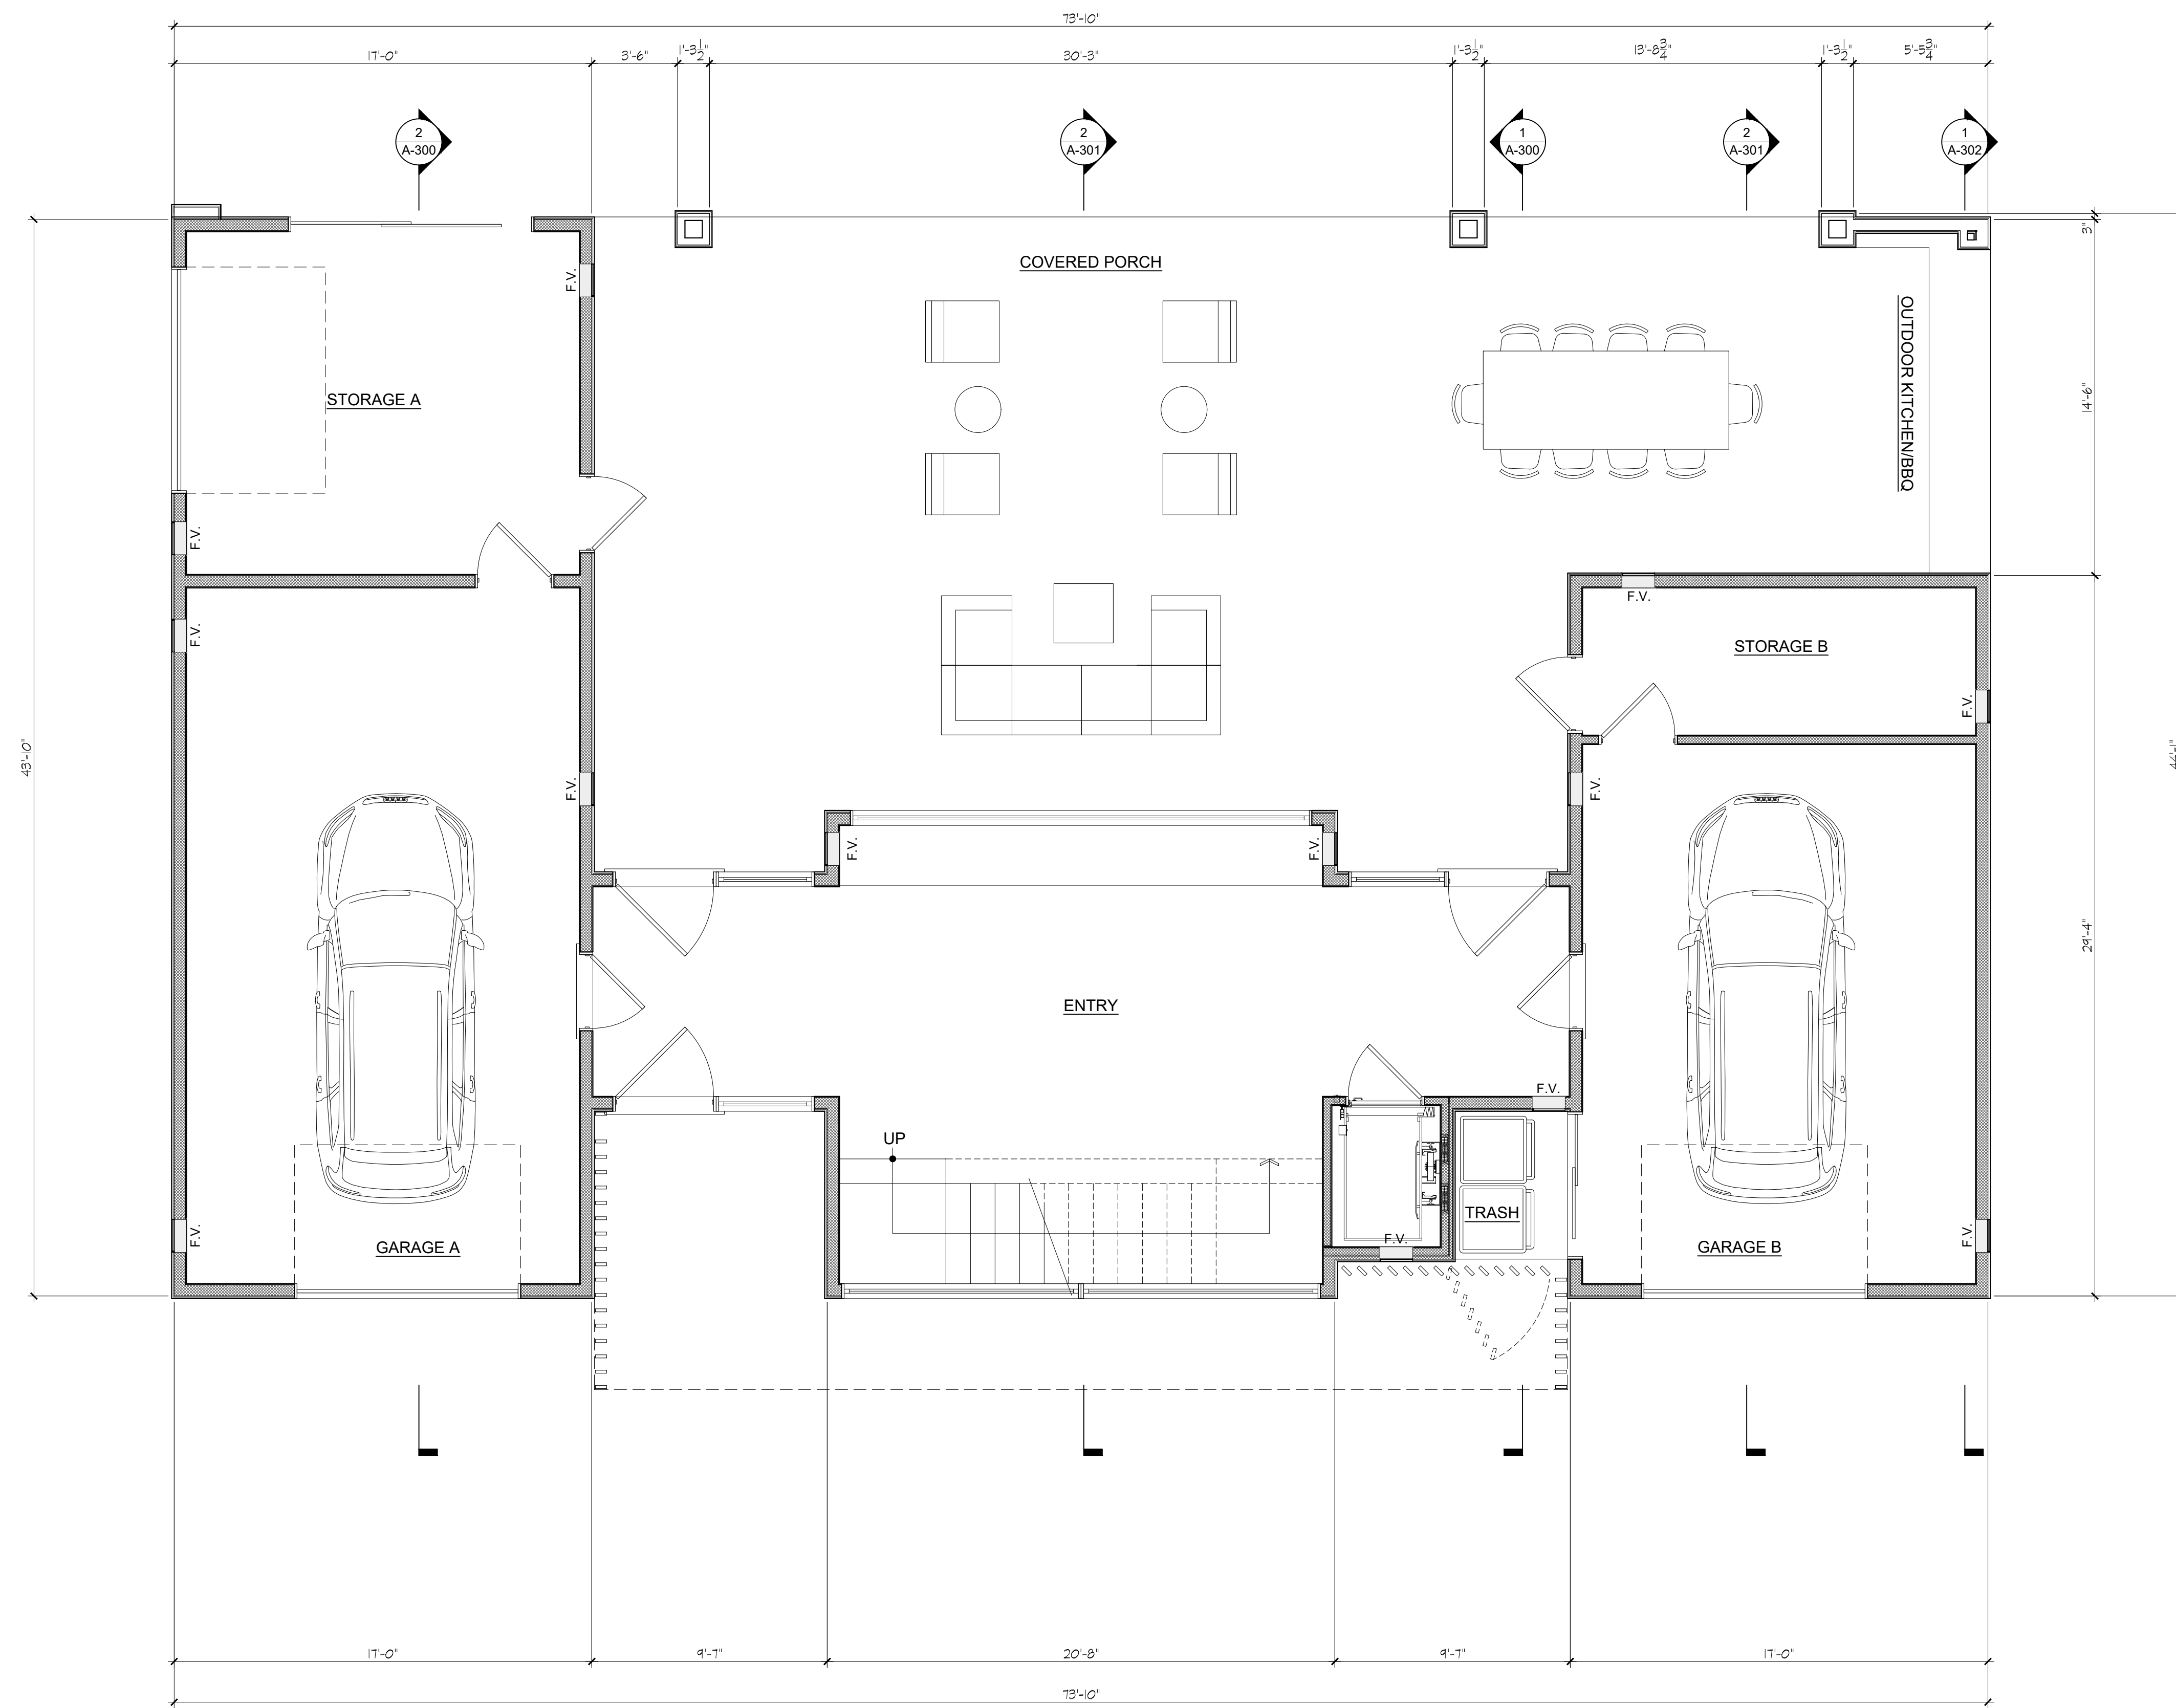 73'-10"
17'-0"
3'-6"
1'-3 1/2"
30'-3"
1'-3 1/2"
13'-8 3/4"
1'-3 1/2"
5'-5 3/4"
2
A-300
2
A-301
1
A-300
2
A-301
1
A-302
3"
COVERED PORCH
F.V.
OUTDOOR KITCHEN/BBQ
STORAGE A
14'-6"
F.V.
F.V.
F.V.
STORAGE B
F.V.
43'-10"
44'-1"
F.V.
F.V.
F.V.
F.V.
29'-4"
ENTRY
F.V.
UP
TRASH
F.V.
F.V.
F.V.
GARAGE A
GARAGE B
17'-0"
9'-7"
20'-8"
9'-7"
17'-0"
73'-10"